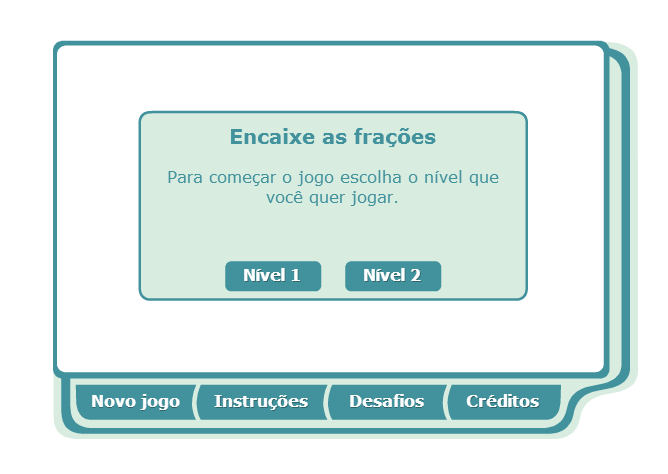 Encaixe as frações
Para começar o jogo escolha o nível que
você quer jogar.
Nível 1 Nível 2
Novo jogo Instruções Desafios Créditos